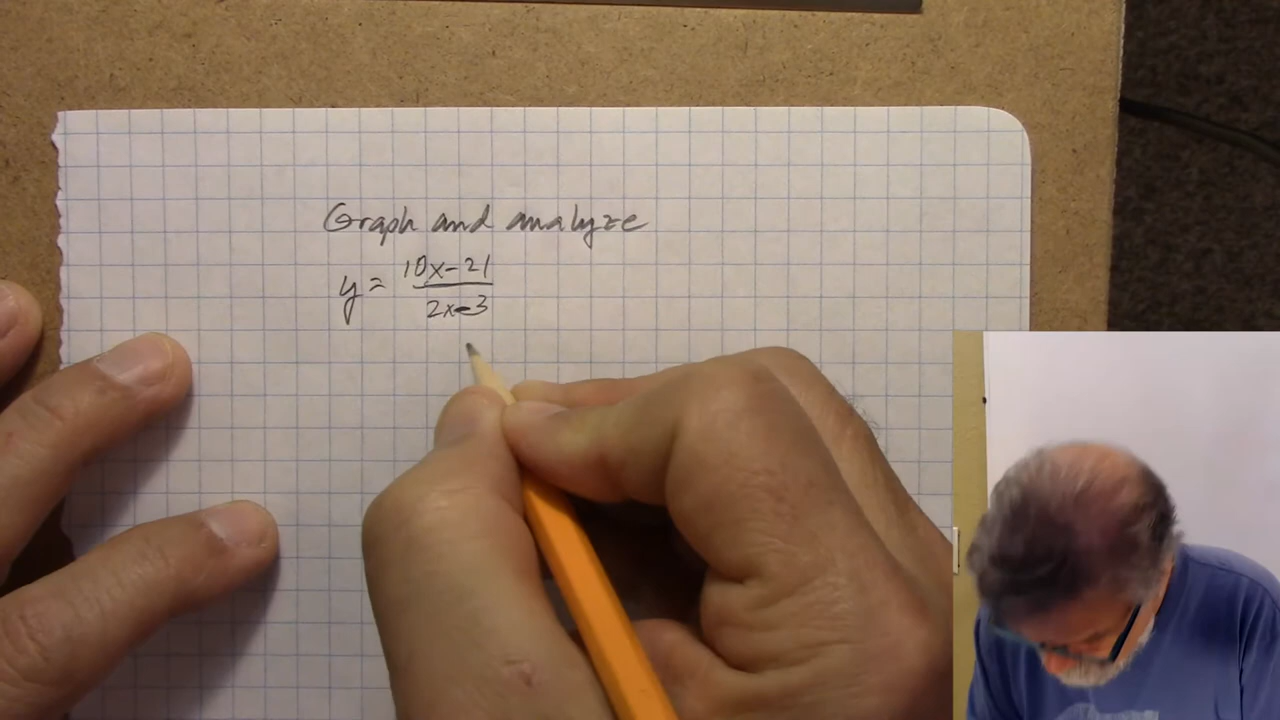 Graph and analyze
y = 10x-21 / 2x-3